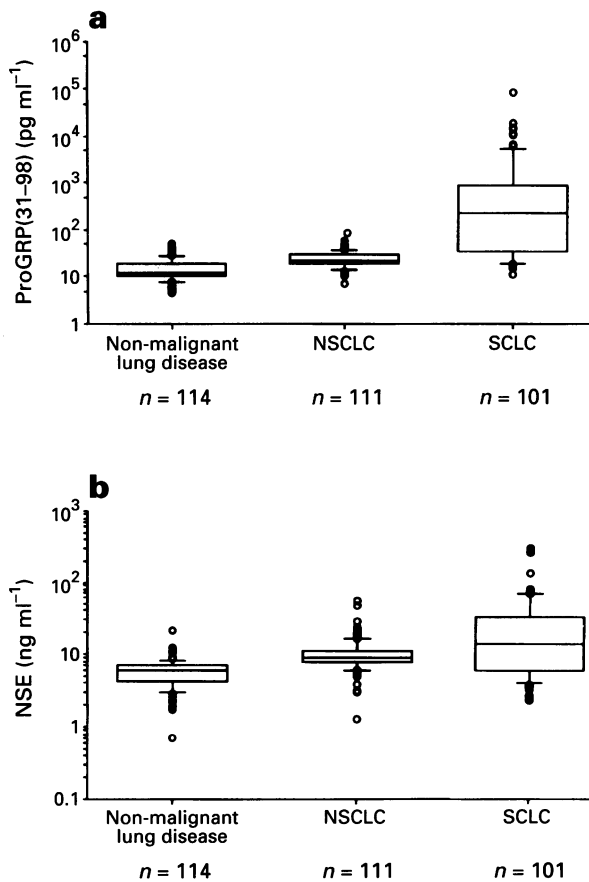 a
ProGRP(31–98) (pg ml⁻¹)
10⁶
10⁵
10⁴
10³
10²
10
1
Non-malignant
lung disease
NSCLC
SCLC
n = 114
n = 111
n = 101
b
NSE (ng ml⁻¹)
10³
10²
10
1
0.1
Non-malignant
lung disease
NSCLC
SCLC
n = 114
n = 111
n = 101